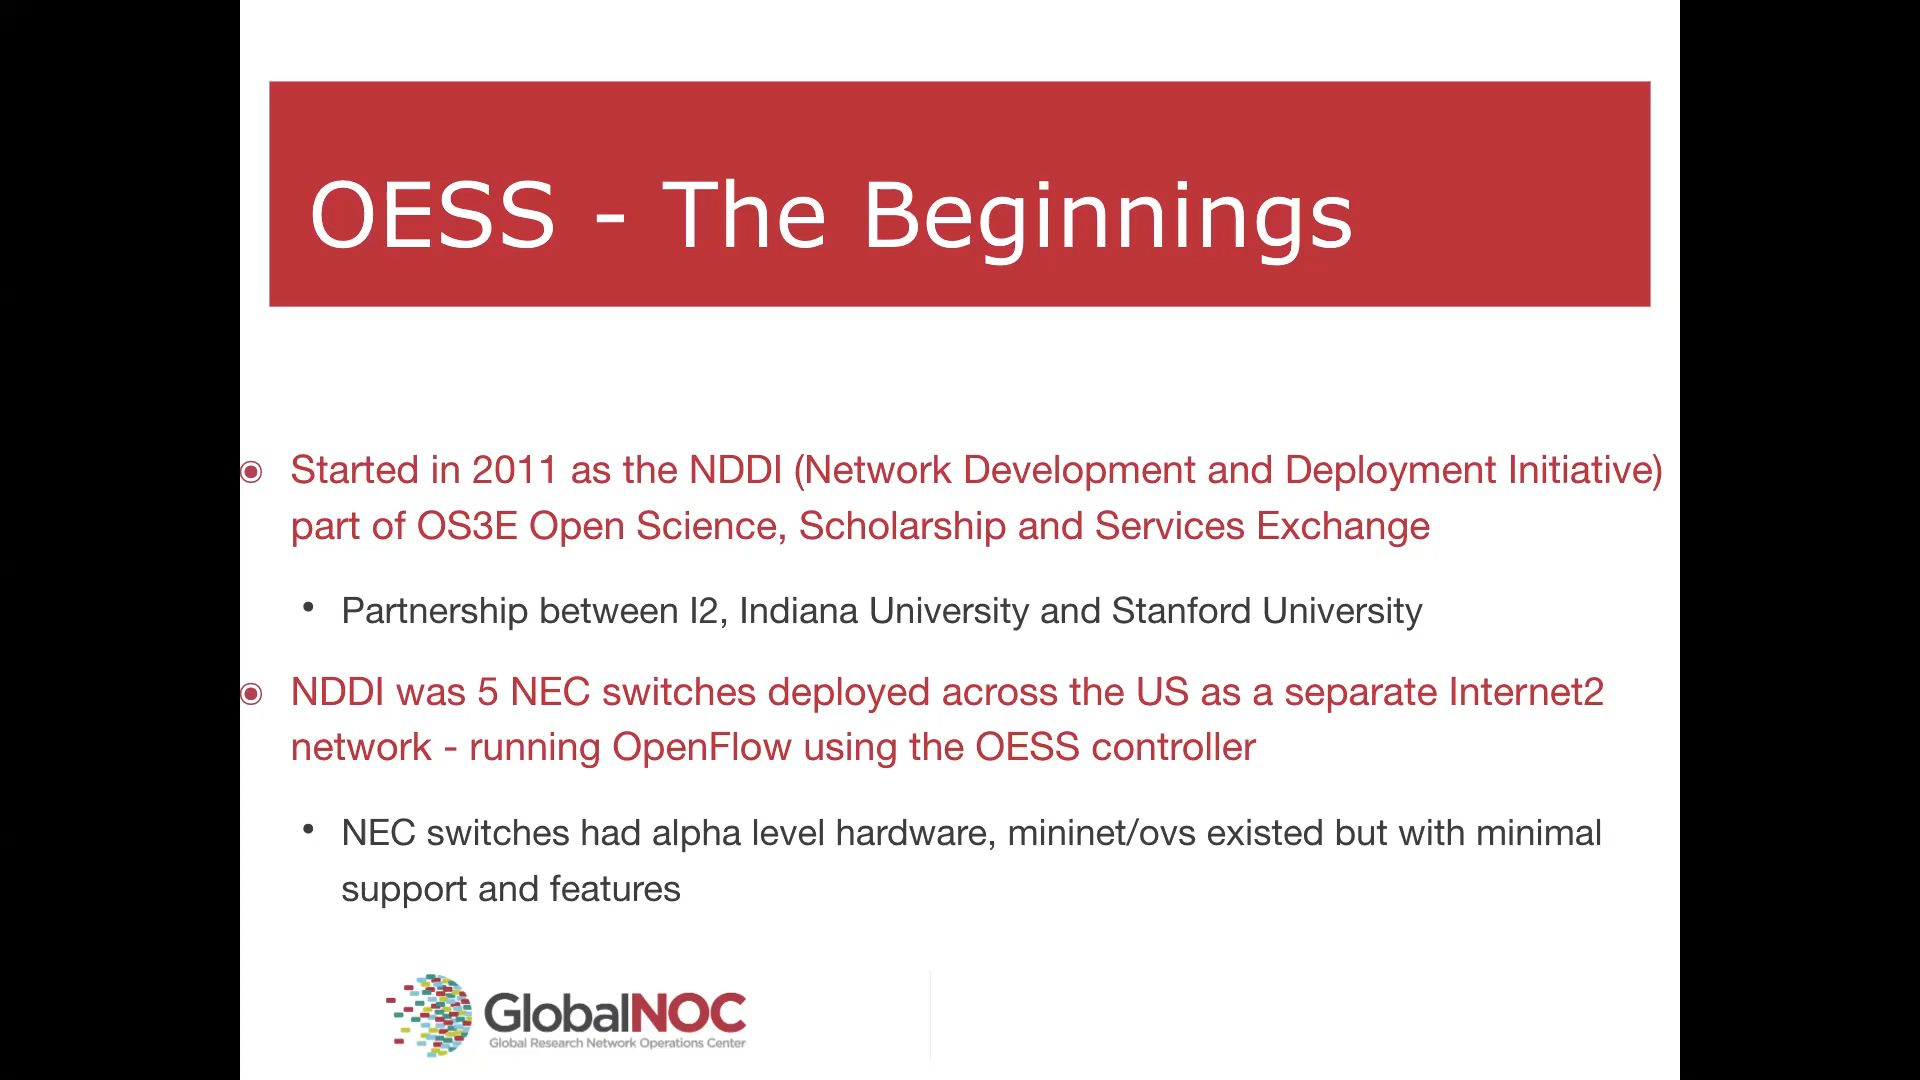 OESS - The Beginnings
Started in 2011 as the NDDI (Network Development and Deployment Initiative)
part of OS3E Open Science, Scholarship and Services Exchange
Partnership between I2, Indiana University and Stanford University
NDDI was 5 NEC switches deployed across the US as a separate Internet2
network - running OpenFlow using the OESS controller
NEC switches had alpha level hardware, mininet/ovs existed but with minimal
support and features
GlobalNOC
Global Research Network Operations Center